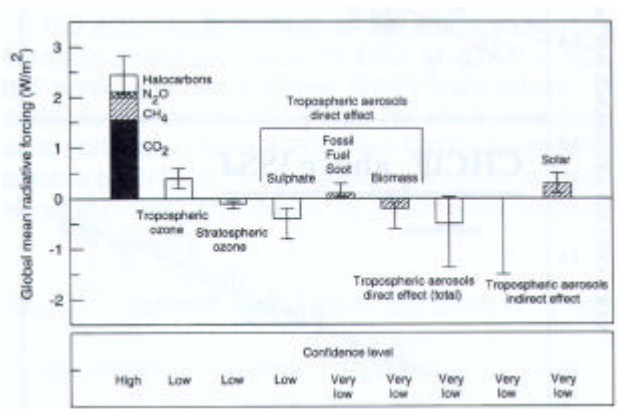 Global mean radiative forcing (W/m²)
3
2
1
0
-1
-2
Halocarbons
N₂O
CH₄
CO₂
Tropospheric aerosols
direct effect
Fossil
Fuel
Soot
Sulphate
Biomass
Solar
Tropospheric
ozone
Stratospheric
ozone
Tropospheric aerosols
direct effect (total)
Tropospheric aerosols
indirect effect
Confidence level
High Low Low Low Very low Very low Very low Very low Very low